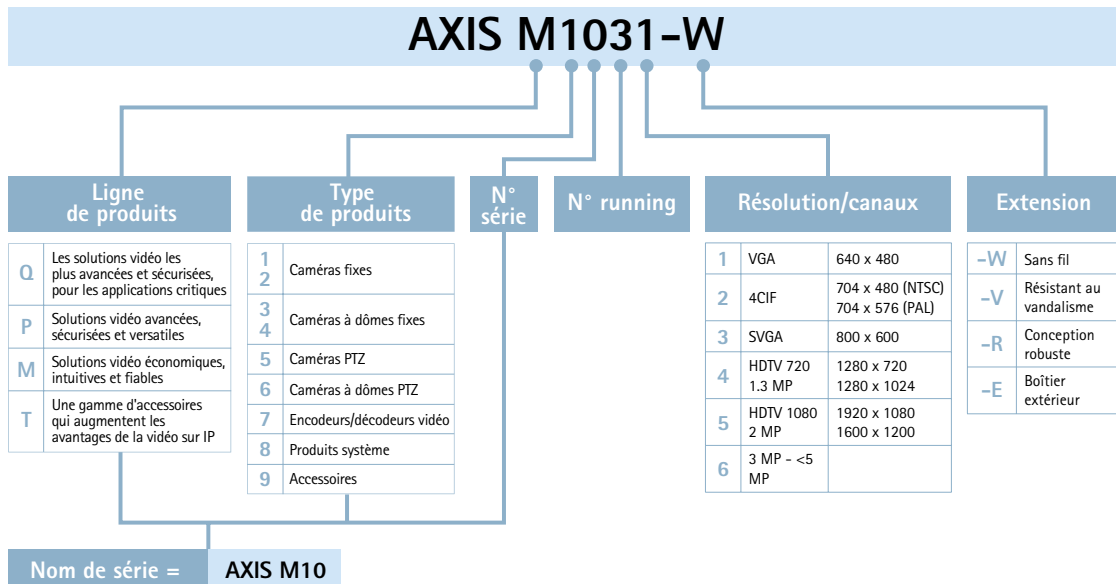 AXIS M1031-W
Ligne
de produits
Type
de produits
N°
série
N° running
Résolution/canaux
Extension
Q
Les solutions vidéo les
plus avancées et sécurisées,
pour les applications critiques
P
Solutions vidéo avancées,
sécurisées et versatiles
M
Solutions vidéo économiques,
intuitives et fiables
T
Une gamme d'accessoires
qui augmentent les
avantages de la vidéo sur IP
1
2
Caméras fixes
3
4
Caméras à dômes fixes
5 Caméras PTZ
6 Caméras à dômes PTZ
7 Encodeurs/décodeurs vidéo
8 Produits système
9 Accessoires
1 VGA 640 x 480
2 4CIF 704 x 480 (NTSC)
704 x 576 (PAL)
3 SVGA 800 x 600
4 HDTV 720 1280 x 720
1.3 MP 1280 x 1024
5 HDTV 1080 1920 x 1080
2 MP 1600 x 1200
6 3 MP - <5
MP
-W Sans fil
-V Résistant au
vandalisme
-R Conception
robuste
-E Boîtier
extérieur
Nom de série = AXIS M10